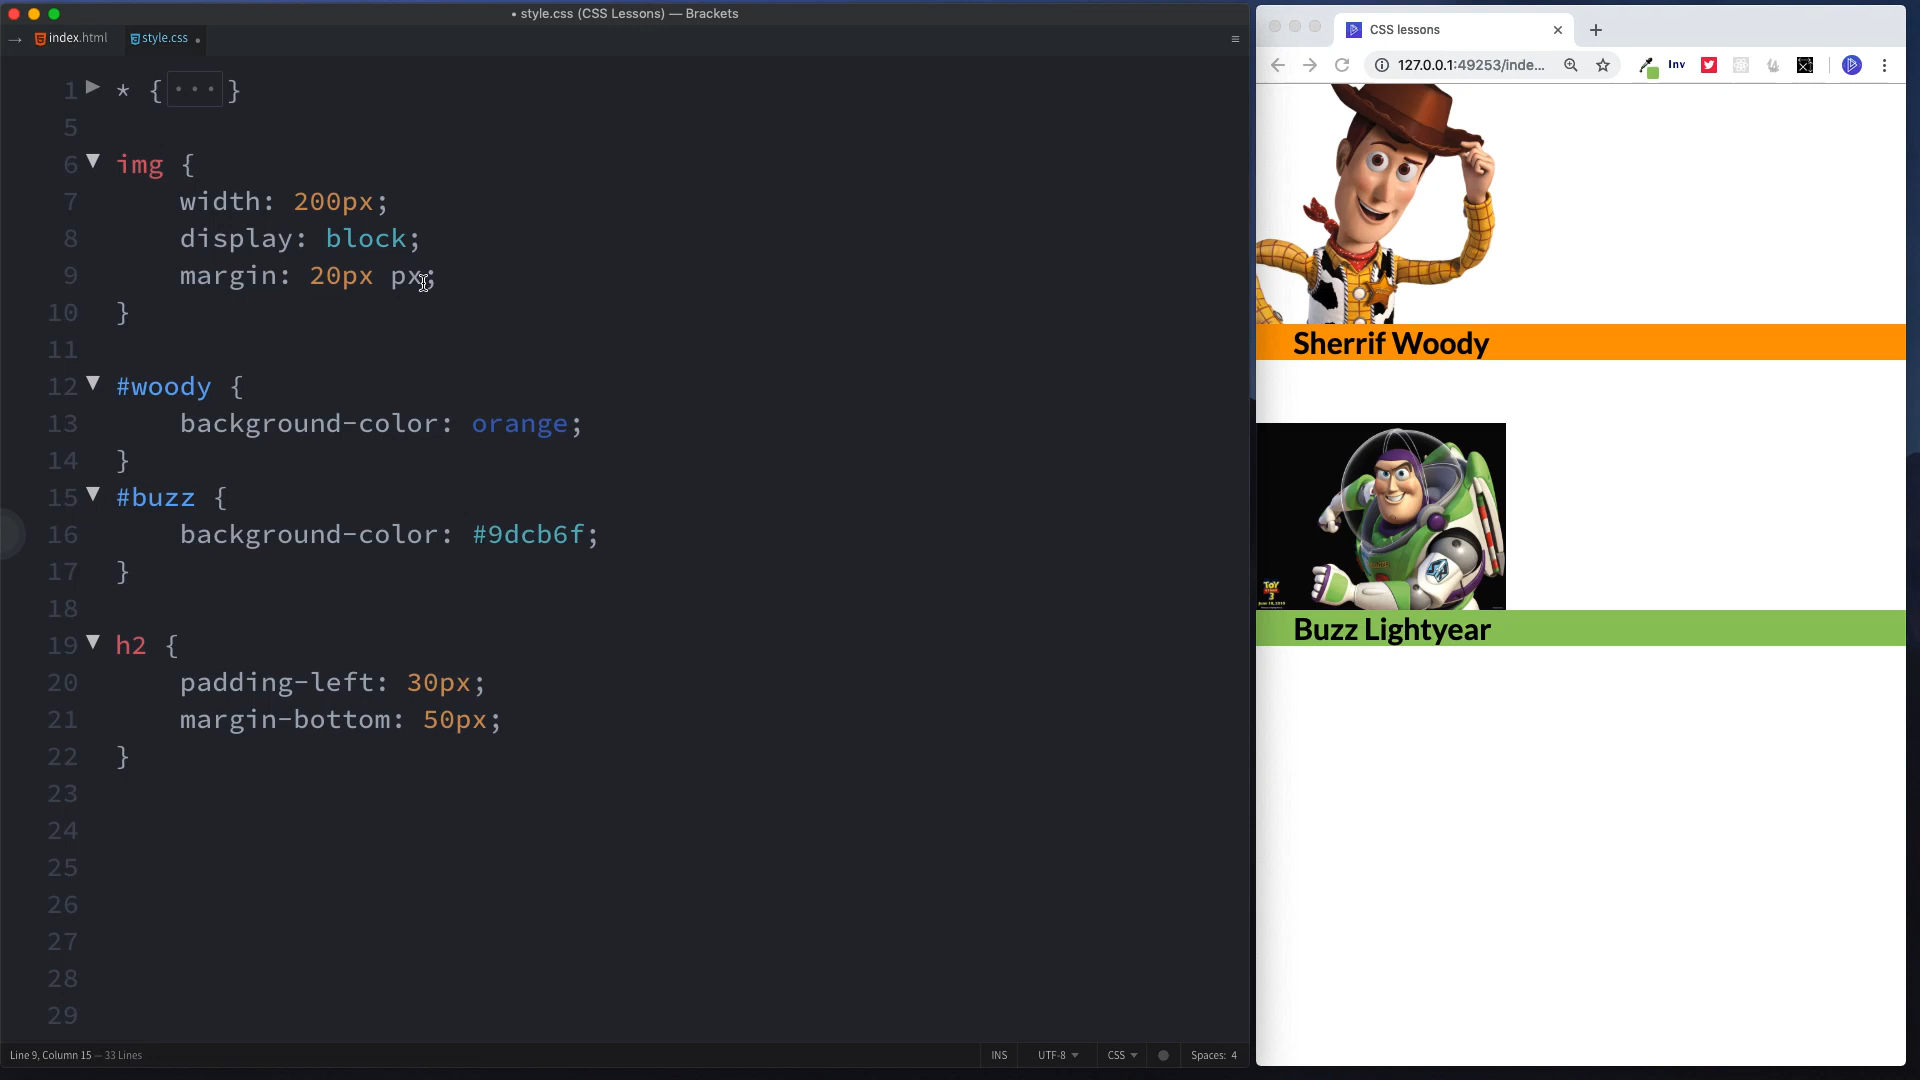 • style.css (CSS Lessons) — Brackets
index.html
style.css
1 * {···}
5
6 img {
7 width: 200px;
8 display: block;
9 margin: 20px px;
10 }
11
12 #woody {
13 background-color: orange;
14 }
15 #buzz {
16 background-color: #9dcb6f;
17 }
18
19 h2 {
20 padding-left: 30px;
21 margin-bottom: 50px;
22 }
23
24
25
26
27
28
29
Line 9, Column 15 — 33 Lines
INS
UTF-8
CSS
Spaces: 4
CSS lessons
127.0.0.1:49253/inde...
Inv
Sherrif Woody
TOY
STORY
3
Buzz Lightyear